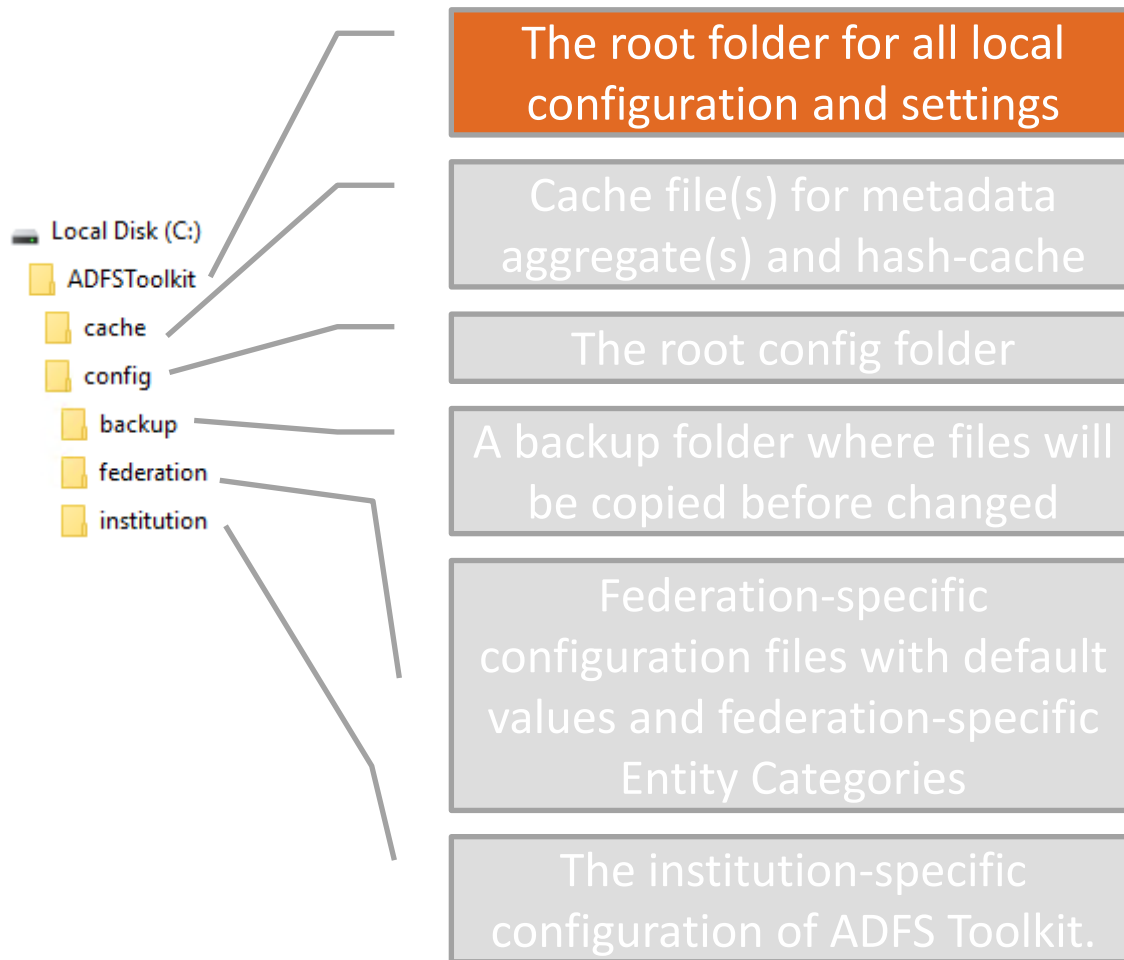 Local Disk (C:)
ADFSToolkit
cache
config
backup
federation
institution
The root folder for all local
configuration and settings
Cache file(s) for metadata
aggregate(s) and hash-cache
The root config folder
A backup folder where files will
be copied before changed
Federation-specific
configuration files with default
values and federation-specific
Entity Categories
The institution-specific
configuration of ADFS Toolkit.